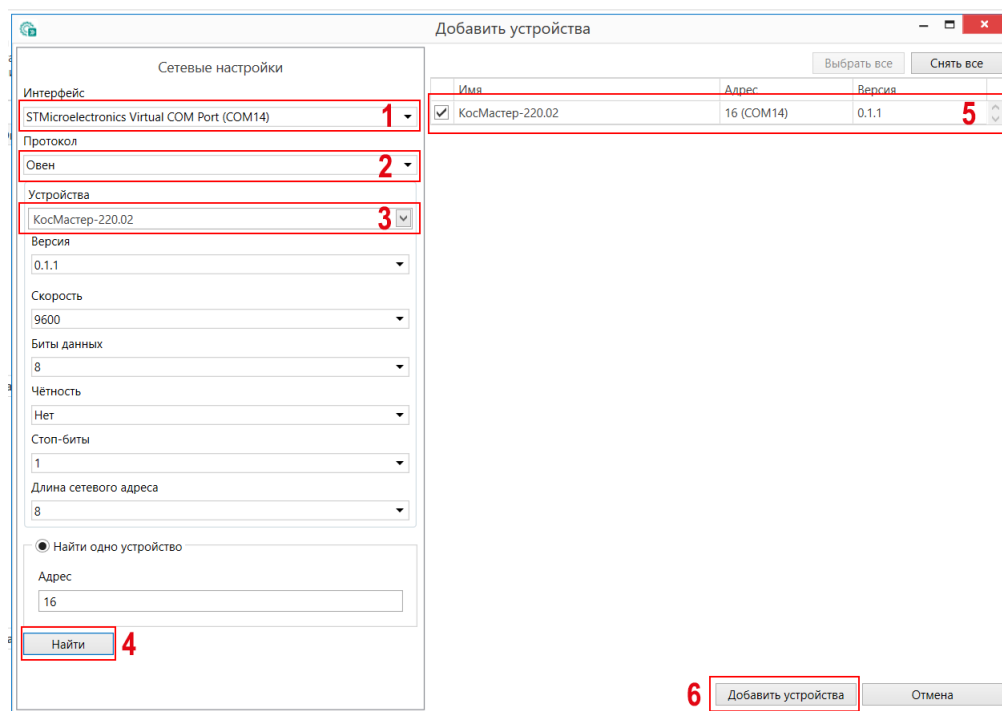 Добавить устройства
Сетевые настройки
Интерфейс
STMicroelectronics Virtual COM Port (COM14) 1
Протокол
Овен 2
Устройства
КосМастер-220.02 3
Версия
0.1.1
Скорость
9600
Биты данных
8
Чётность
Нет
Стоп-биты
1
Длина сетевого адреса
8
Найти одно устройство
Адрес
16
Найти 4
Выбрать все Снять все
Имя Адрес Версия
КосМастер-220.02 16 (COM14) 0.1.1 5
6 Добавить устройства Отмена